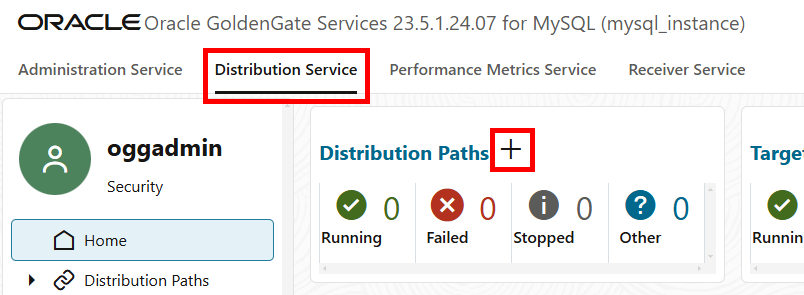 ORACLE Oracle GoldenGate Services 23.5.1.24.07 for MySQL (mysql_instance)
Administration Service Distribution Service Performance Metrics Service Receiver Service
oggadmin
Security
Home
Distribution Paths
Distribution Paths
0 0 0 0
Running Failed Stopped Other
Target